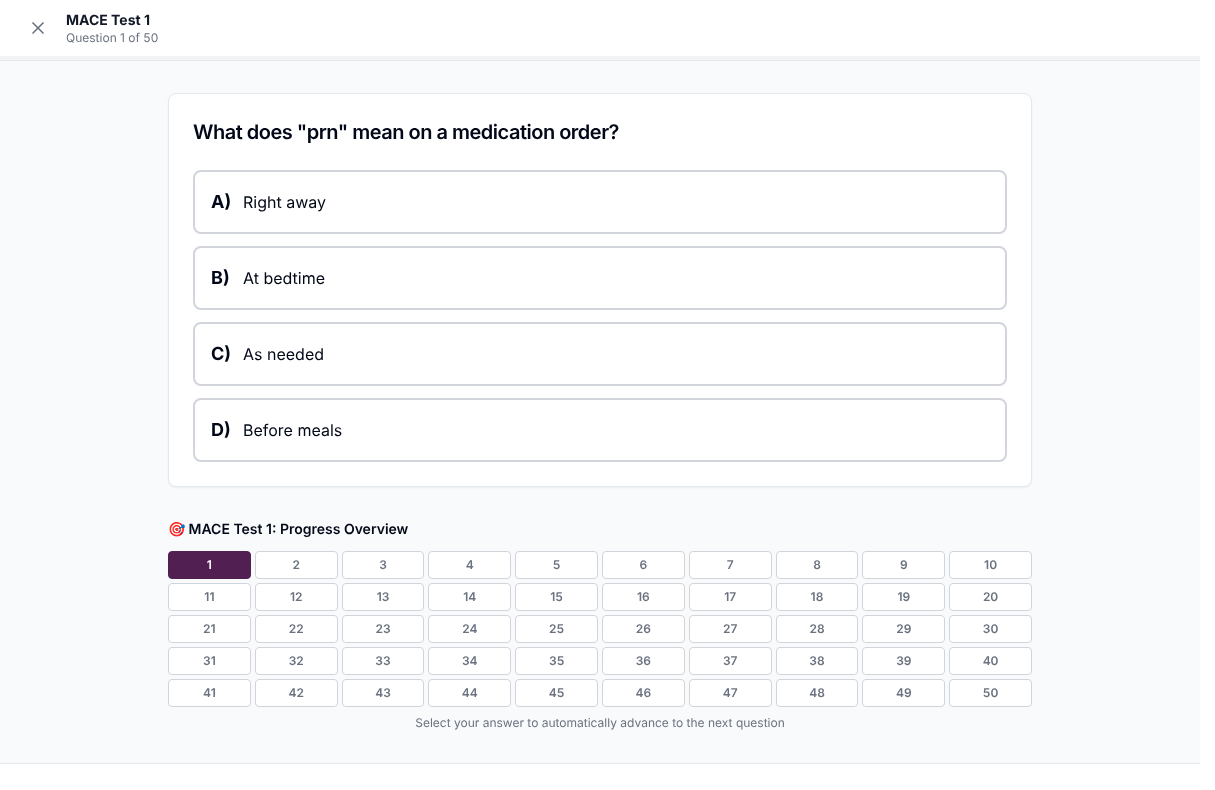 MACE Test 1
Question 1 of 50
What does "prn" mean on a medication order?
A) Right away
B) At bedtime
C) As needed
D) Before meals
🎯 MACE Test 1: Progress Overview
1 2 3 4 5 6 7 8 9 10
11 12 13 14 15 16 17 18 19 20
21 22 23 24 25 26 27 28 29 30
31 32 33 34 35 36 37 38 39 40
41 42 43 44 45 46 47 48 49 50
Select your answer to automatically advance to the next question